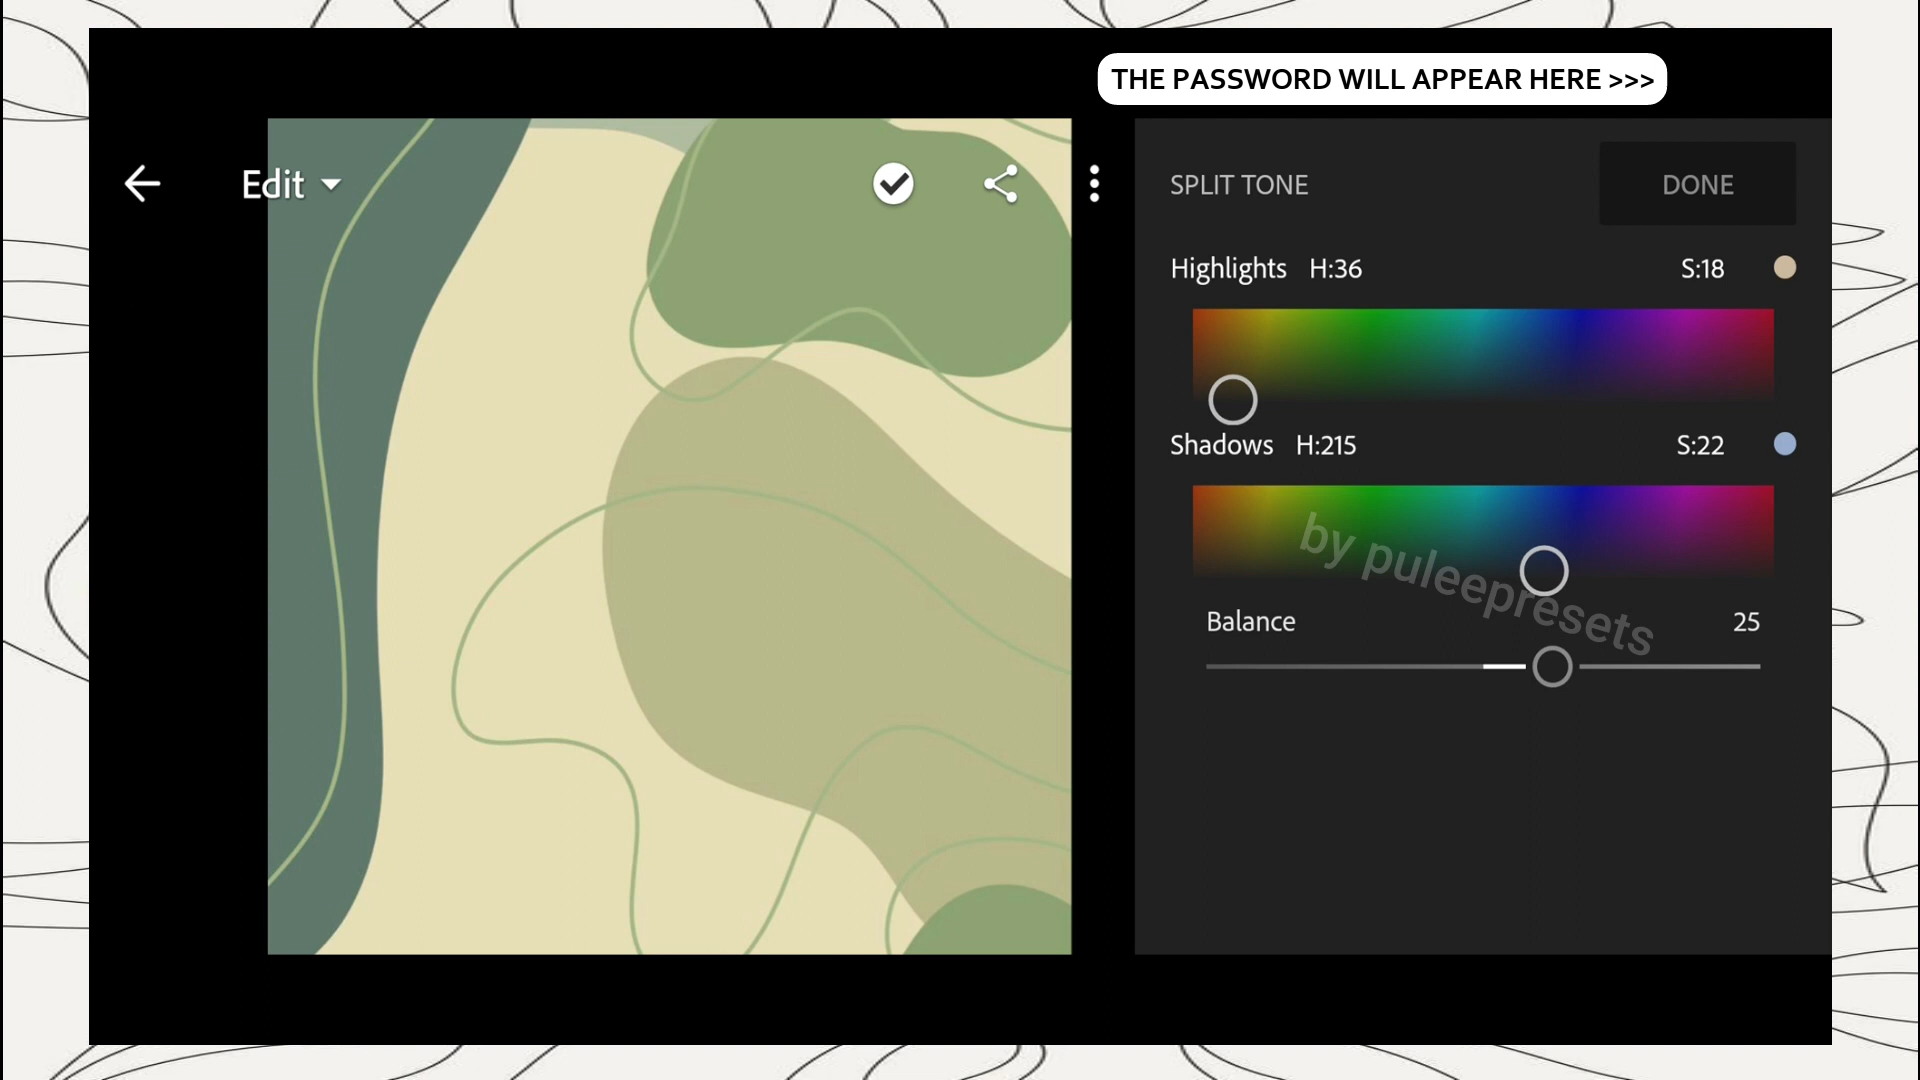 THE PASSWORD WILL APPEAR HERE >>>
Edit
SPLIT TONE
DONE
Highlights H:36 S:18
Shadows H:215 S:22
by puleepresets
Balance 25